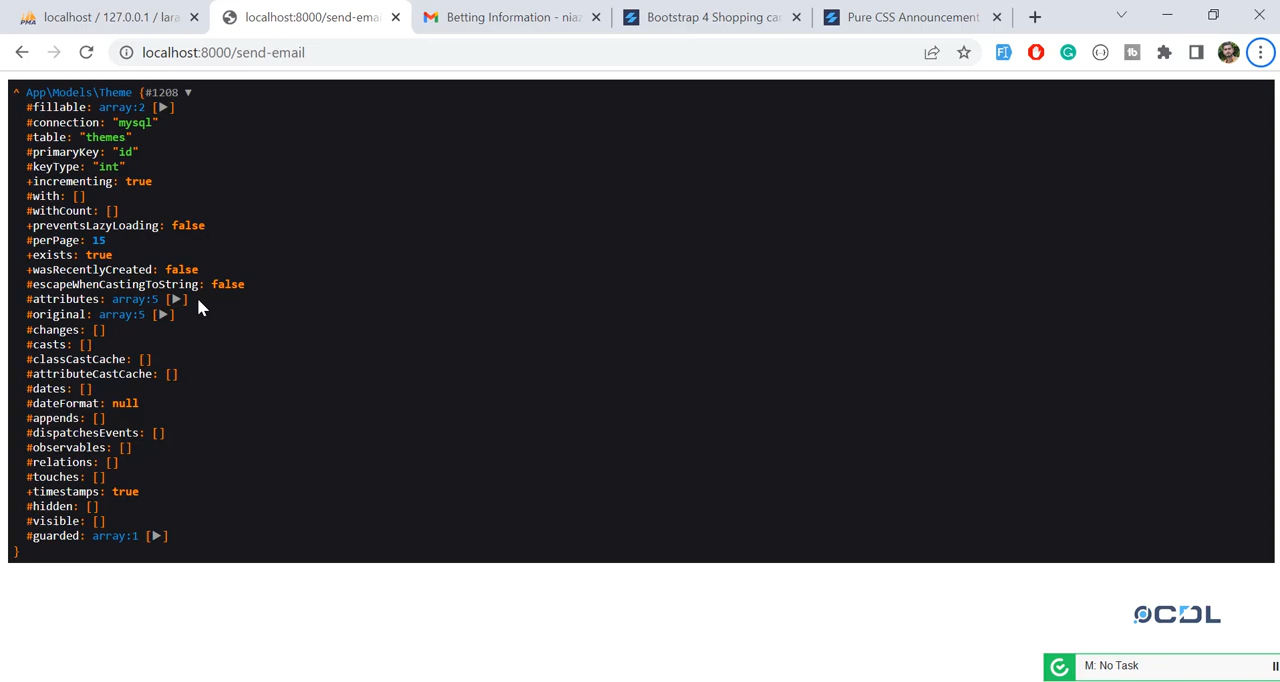 localhost / 127.0.0.1 / lara
localhost:8000/send-emai
Betting Information - niaz
Bootstrap 4 Shopping car
Pure CSS Announcement
localhost:8000/send-email
^ App\Models\Theme {#1208 ▼
#fillable: array:2 [▶]
#connection: "mysql"
#table: "themes"
#primaryKey: "id"
#keyType: "int"
+incrementing: true
#with: []
#withCount: []
+preventsLazyLoading: false
#perPage: 15
+exists: true
+wasRecentlyCreated: false
#escapeWhenCastingToString: false
#attributes: array:5 [▶]
#original: array:5 [▶]
#changes: []
#casts: []
#classCastCache: []
#attributeCastCache: []
#dates: []
#dateFormat: null
#appends: []
#dispatchesEvents: []
#observables: []
#relations: []
#touches: []
+timestamps: true
#hidden: []
#visible: []
#guarded: array:1 [▶]
}
CDL
M: No Task